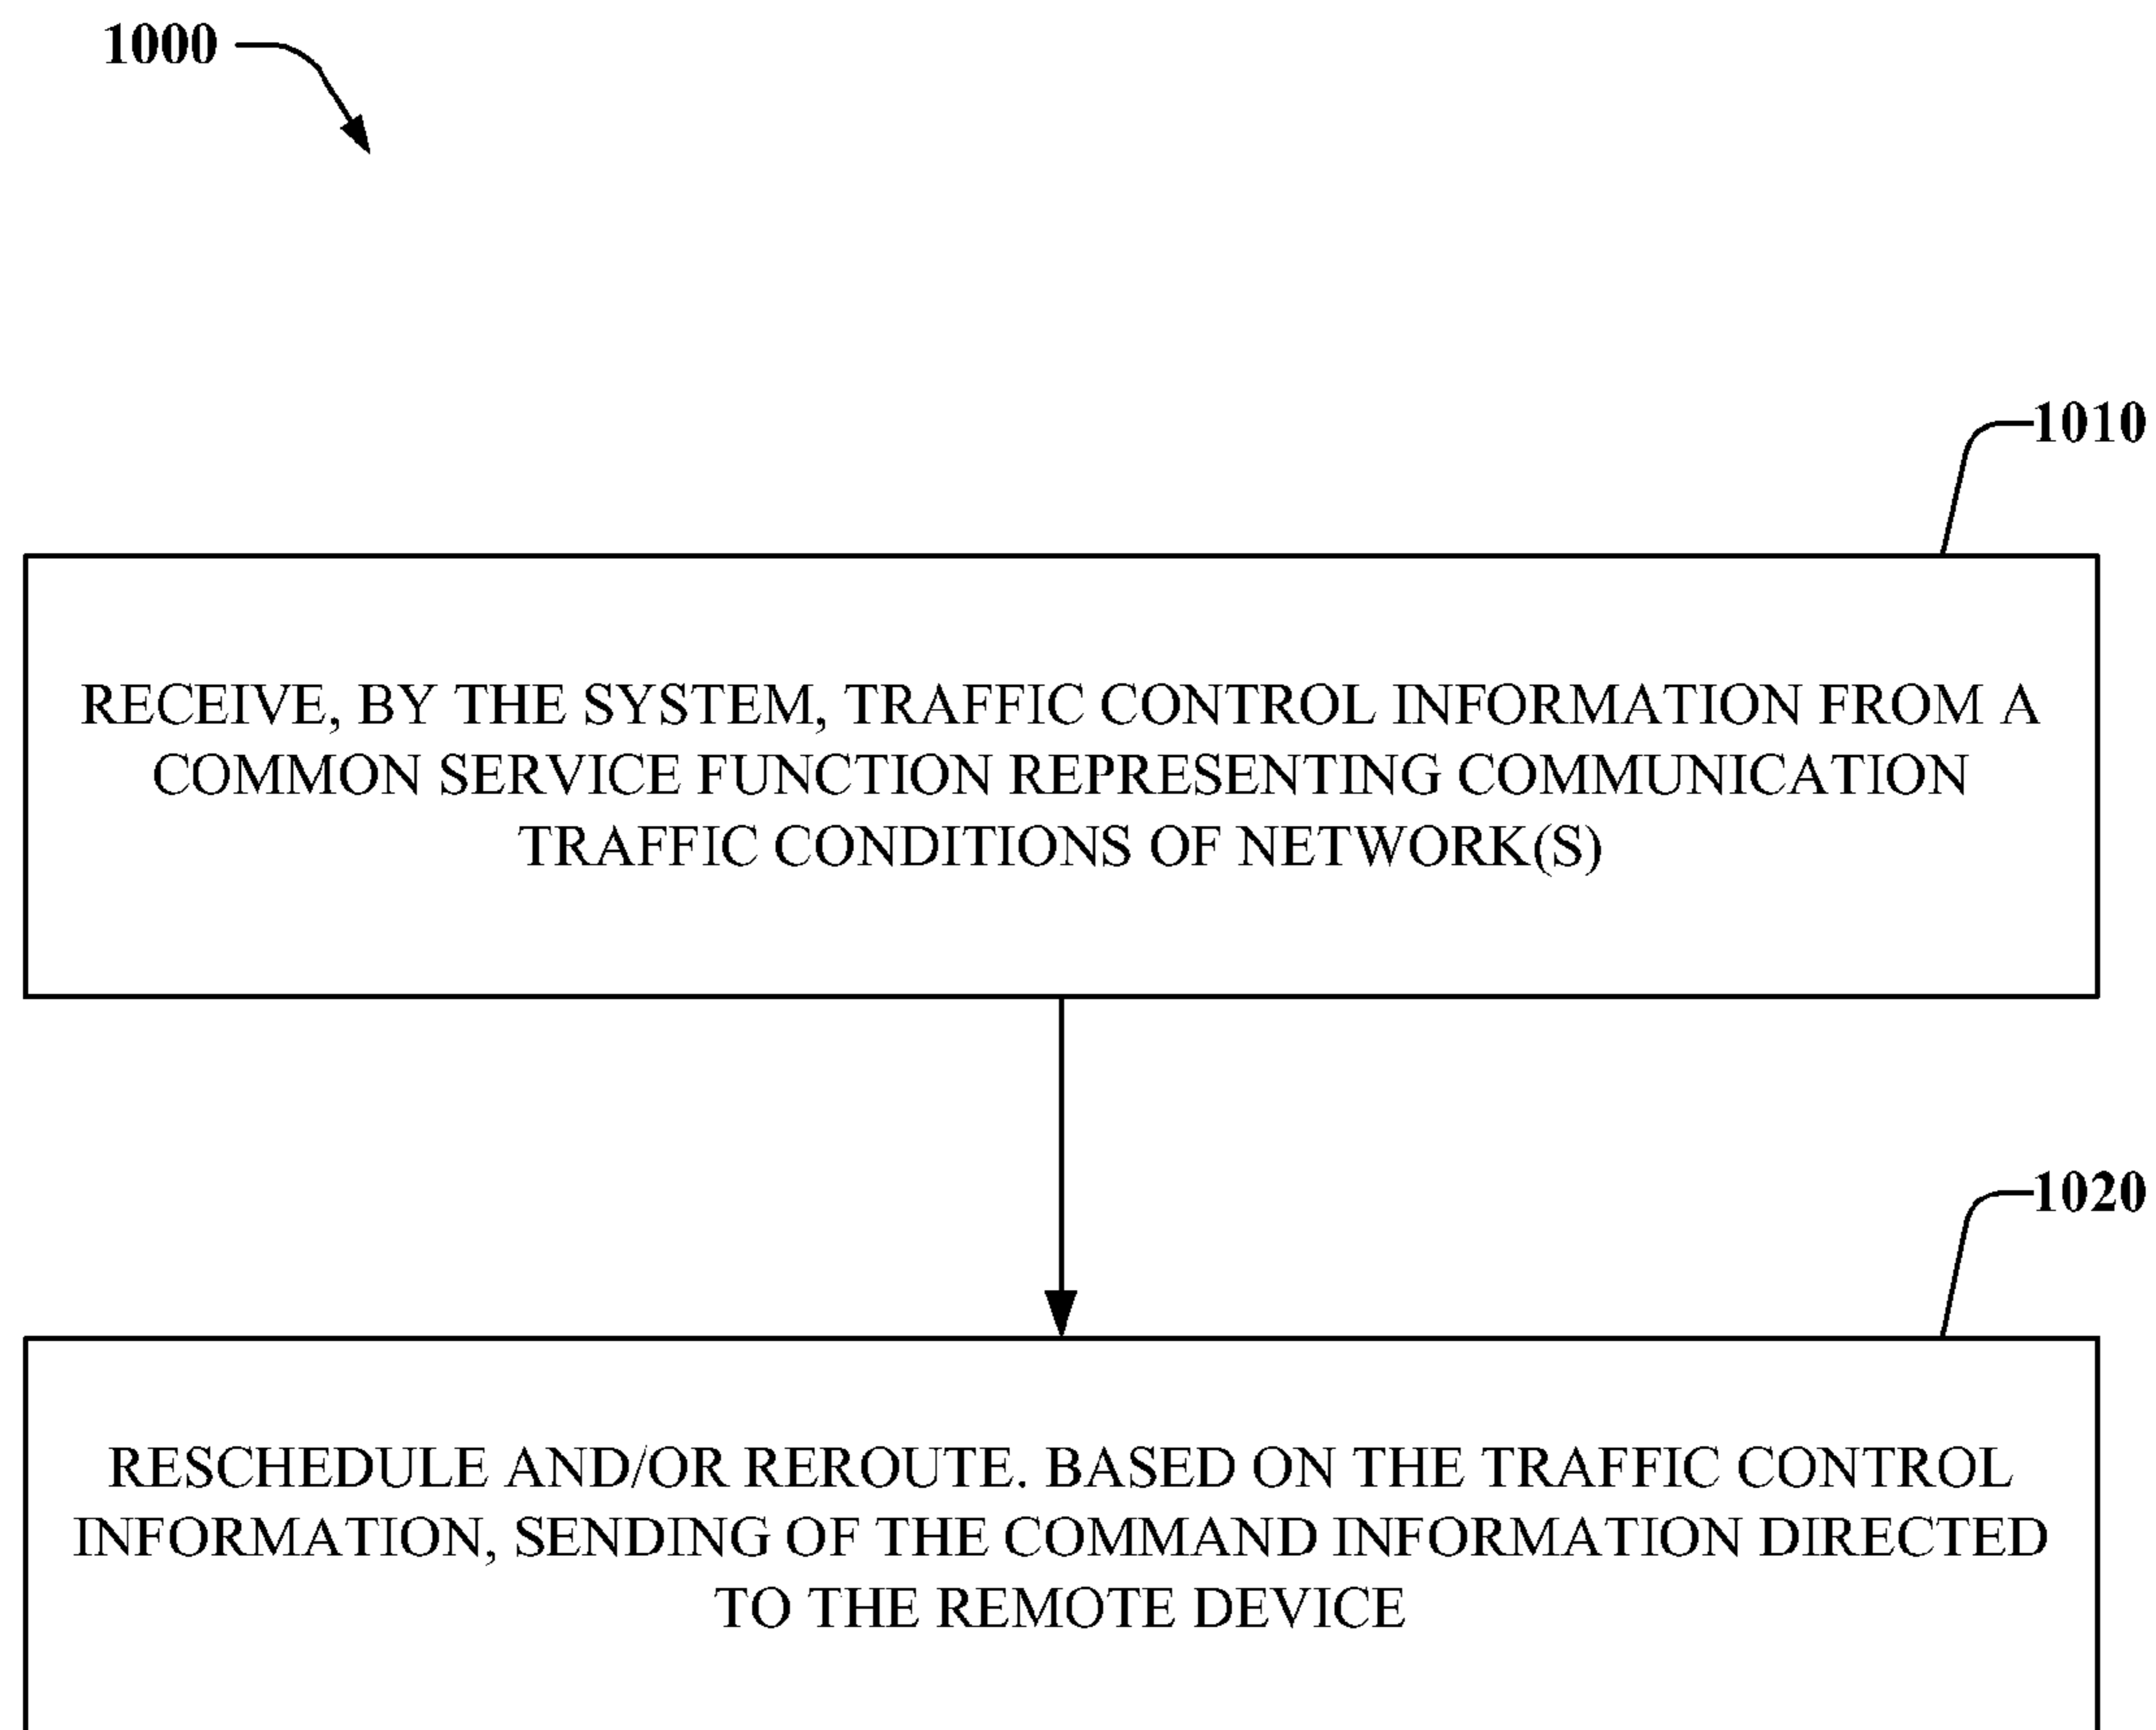 1000
1010
RECEIVE, BY THE SYSTEM, TRAFFIC CONTROL INFORMATION FROM A
COMMON SERVICE FUNCTION REPRESENTING COMMUNICATION
TRAFFIC CONDITIONS OF NETWORK(S)
1020
RESCHEDULE AND/OR REROUTE. BASED ON THE TRAFFIC CONTROL
INFORMATION, SENDING OF THE COMMAND INFORMATION DIRECTED
TO THE REMOTE DEVICE